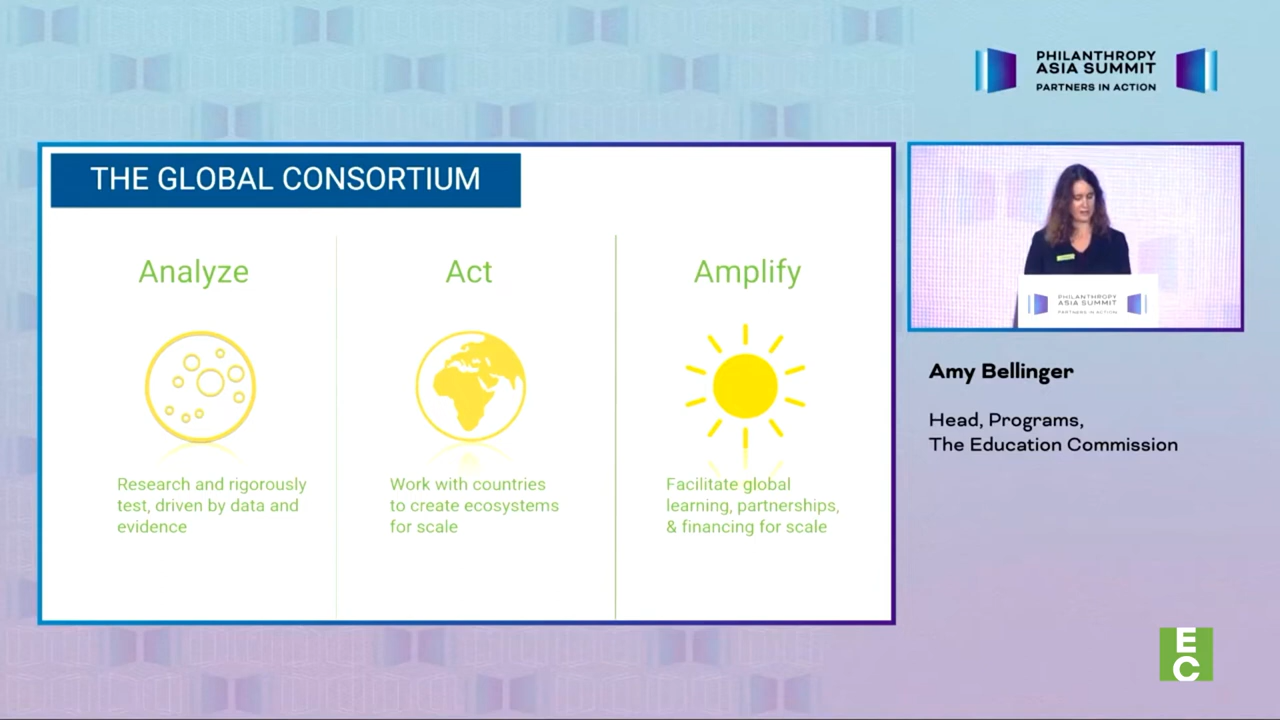 PHILANTHROPY
ASIA SUMMIT
PARTNERS IN ACTION
THE GLOBAL CONSORTIUM
Analyze
Act
Amplify
Research and rigorously
test, driven by data and
evidence
Work with countries
to create ecosystems
for scale
Facilitate global
learning, partnerships,
& financing for scale
PHILANTHROPY
ASIA SUMMIT
PARTNERS IN ACTION
Amy Bellinger
Head, Programs,
The Education Commission
E
C